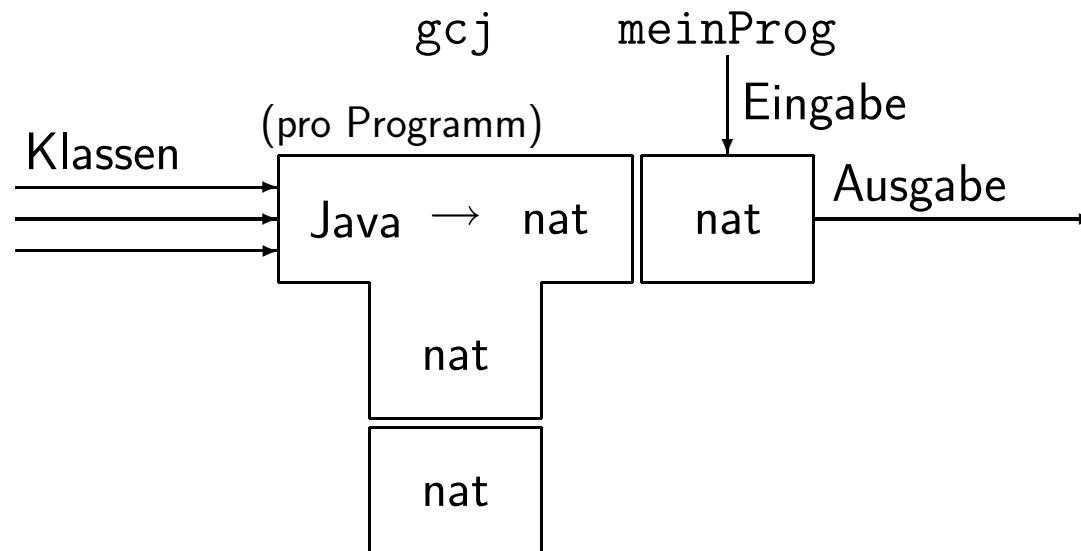 gcj meinProg
Eingabe
(pro Programm)
Klassen
Ausgabe
Java → nat nat
nat
nat